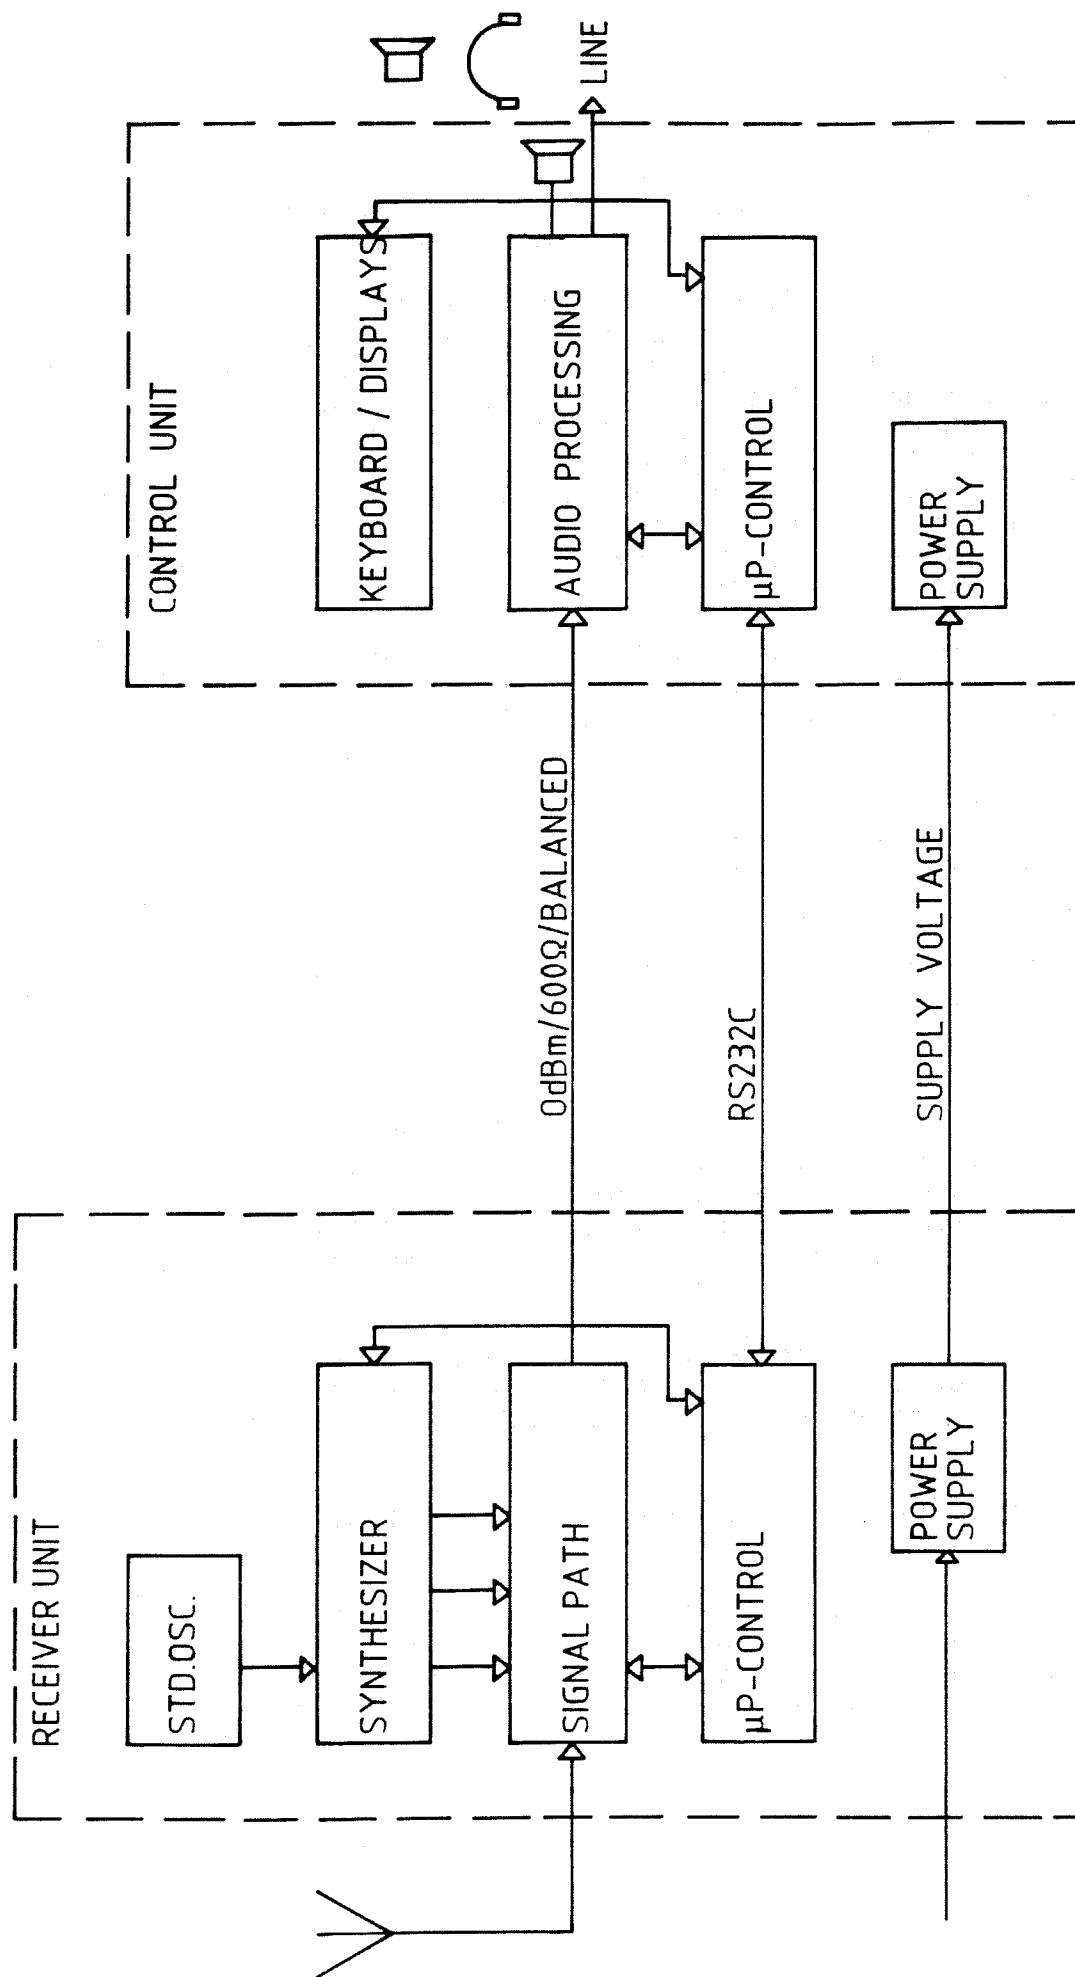 RECEIVER UNIT
STD.OSC.
SYNTHESIZER
SIGNAL PATH
µP-CONTROL
POWER
SUPPLY
0dBm/600Ω/BALANCED
RS232C
SUPPLY VOLTAGE
CONTROL UNIT
KEYBOARD / DISPLAYS
AUDIO PROCESSING
µP-CONTROL
POWER
SUPPLY
LINE